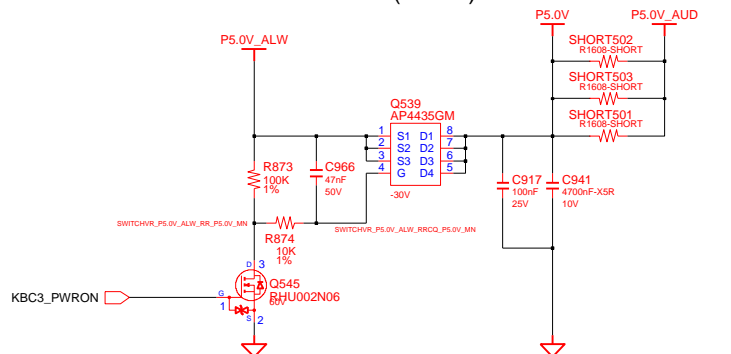 P5.0V
P5.0V_AUD
P5.0V_ALW
SHORT502
R1608-SHORT
SHORT503
R1608-SHORT
SHORT501
R1608-SHORT
Q539
AP4435GM
1 S1 D1 8
2 S2 D2 7
3 S3 D3 6
4 G D4 5
-30V
R873
100K
1%
C966
47nF
50V
C917
100nF
25V
C941
4700nF-X5R
10V
SWITCHVR_P5.0V_ALW_RR_P5.0V_MN
SWITCHVR_P5.0V_ALW_RRCQ_P5.0V_MN
R874
10K
1%
D 3
Q545
RHU002N06
60V
G
1
S 2
KBC3_PWRON